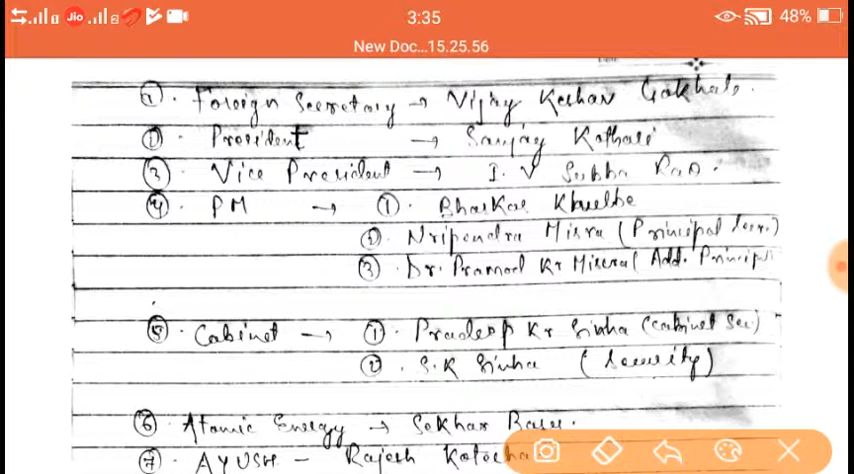 Jio 3:35 48%
New Doc...15.25.56
①. Foreign Secretary → Vijay Keshav Gokhale.
②. President → Sanjay Kothari
③. Vice President → I. V Subba Rao.
④. PM → ①. Bhaskar Khulbe
②. Nripendra Misra (Principal Secr.)
③. Dr. Pramod Kr Misra( Add. Principl
⑤. Cabinet → ①. Pradeep Kr Sinha (Cabinet Sec)
②. S.K Sinha (Security)
⑥. Atomic Energy → Sekhar Basu.
⑦. AYUSH - Rajesh Kotecha